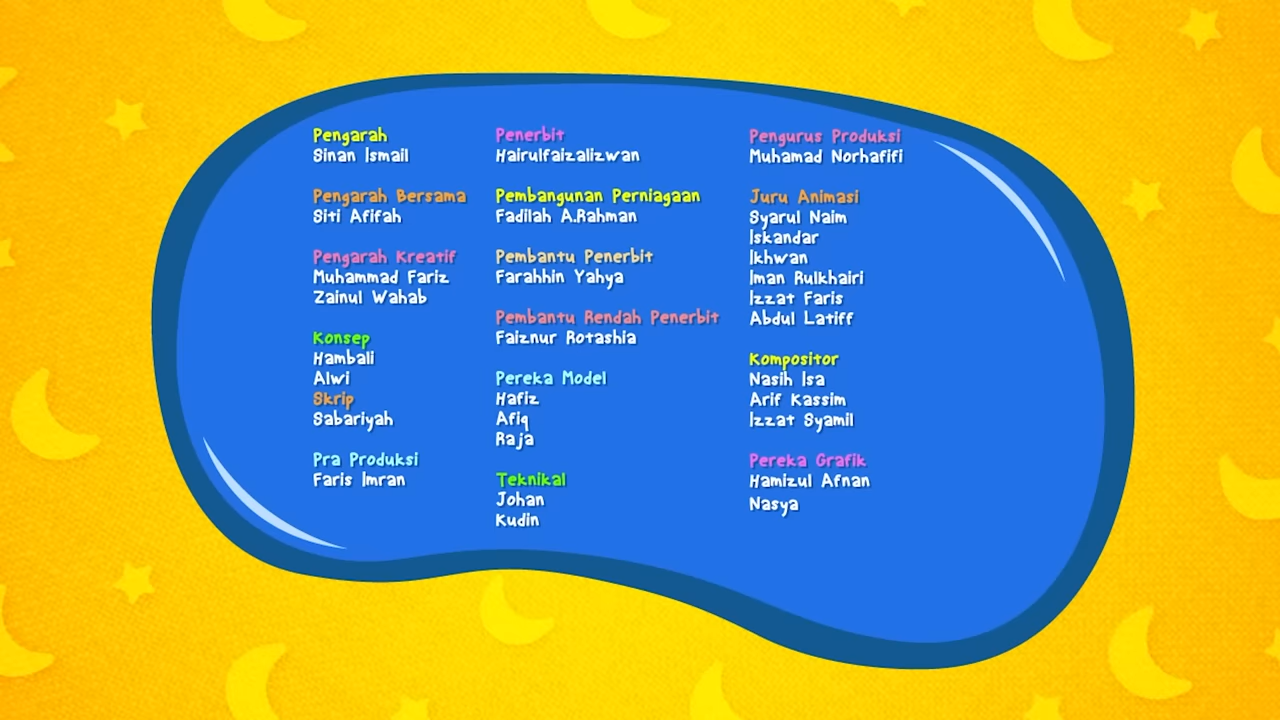 Pengarah
Sinan Ismail
Pengarah Bersama
Siti Afifah
Pengarah Kreatif
Muhammad Fariz
Zainul Wahab
Konsep
Hambali
Alwi
Skrip
Sabariyah
Pra Produksi
Faris Imran
Penerbit
Hairulfaizalizwan
Pembangunan Perniagaan
Fadilah A.Rahman
Pembantu Penerbit
Farahhin Yahya
Pembantu Rendah Penerbit
Faiznur Rotashia
Pereka Model
Hafiz
Afiq
Raja
Teknikal
Johan
Kudin
Pengurus Produksi
Muhamad Norhafifi
Juru Animasi
Syarul Naim
Iskandar
Ikhwan
Iman Rulkhairi
Izzat Faris
Abdul Latiff
Kompositor
Nasih Isa
Arif Kassim
Izzat Syamil
Pereka Grafik
Hamizul Afnan
Nasya